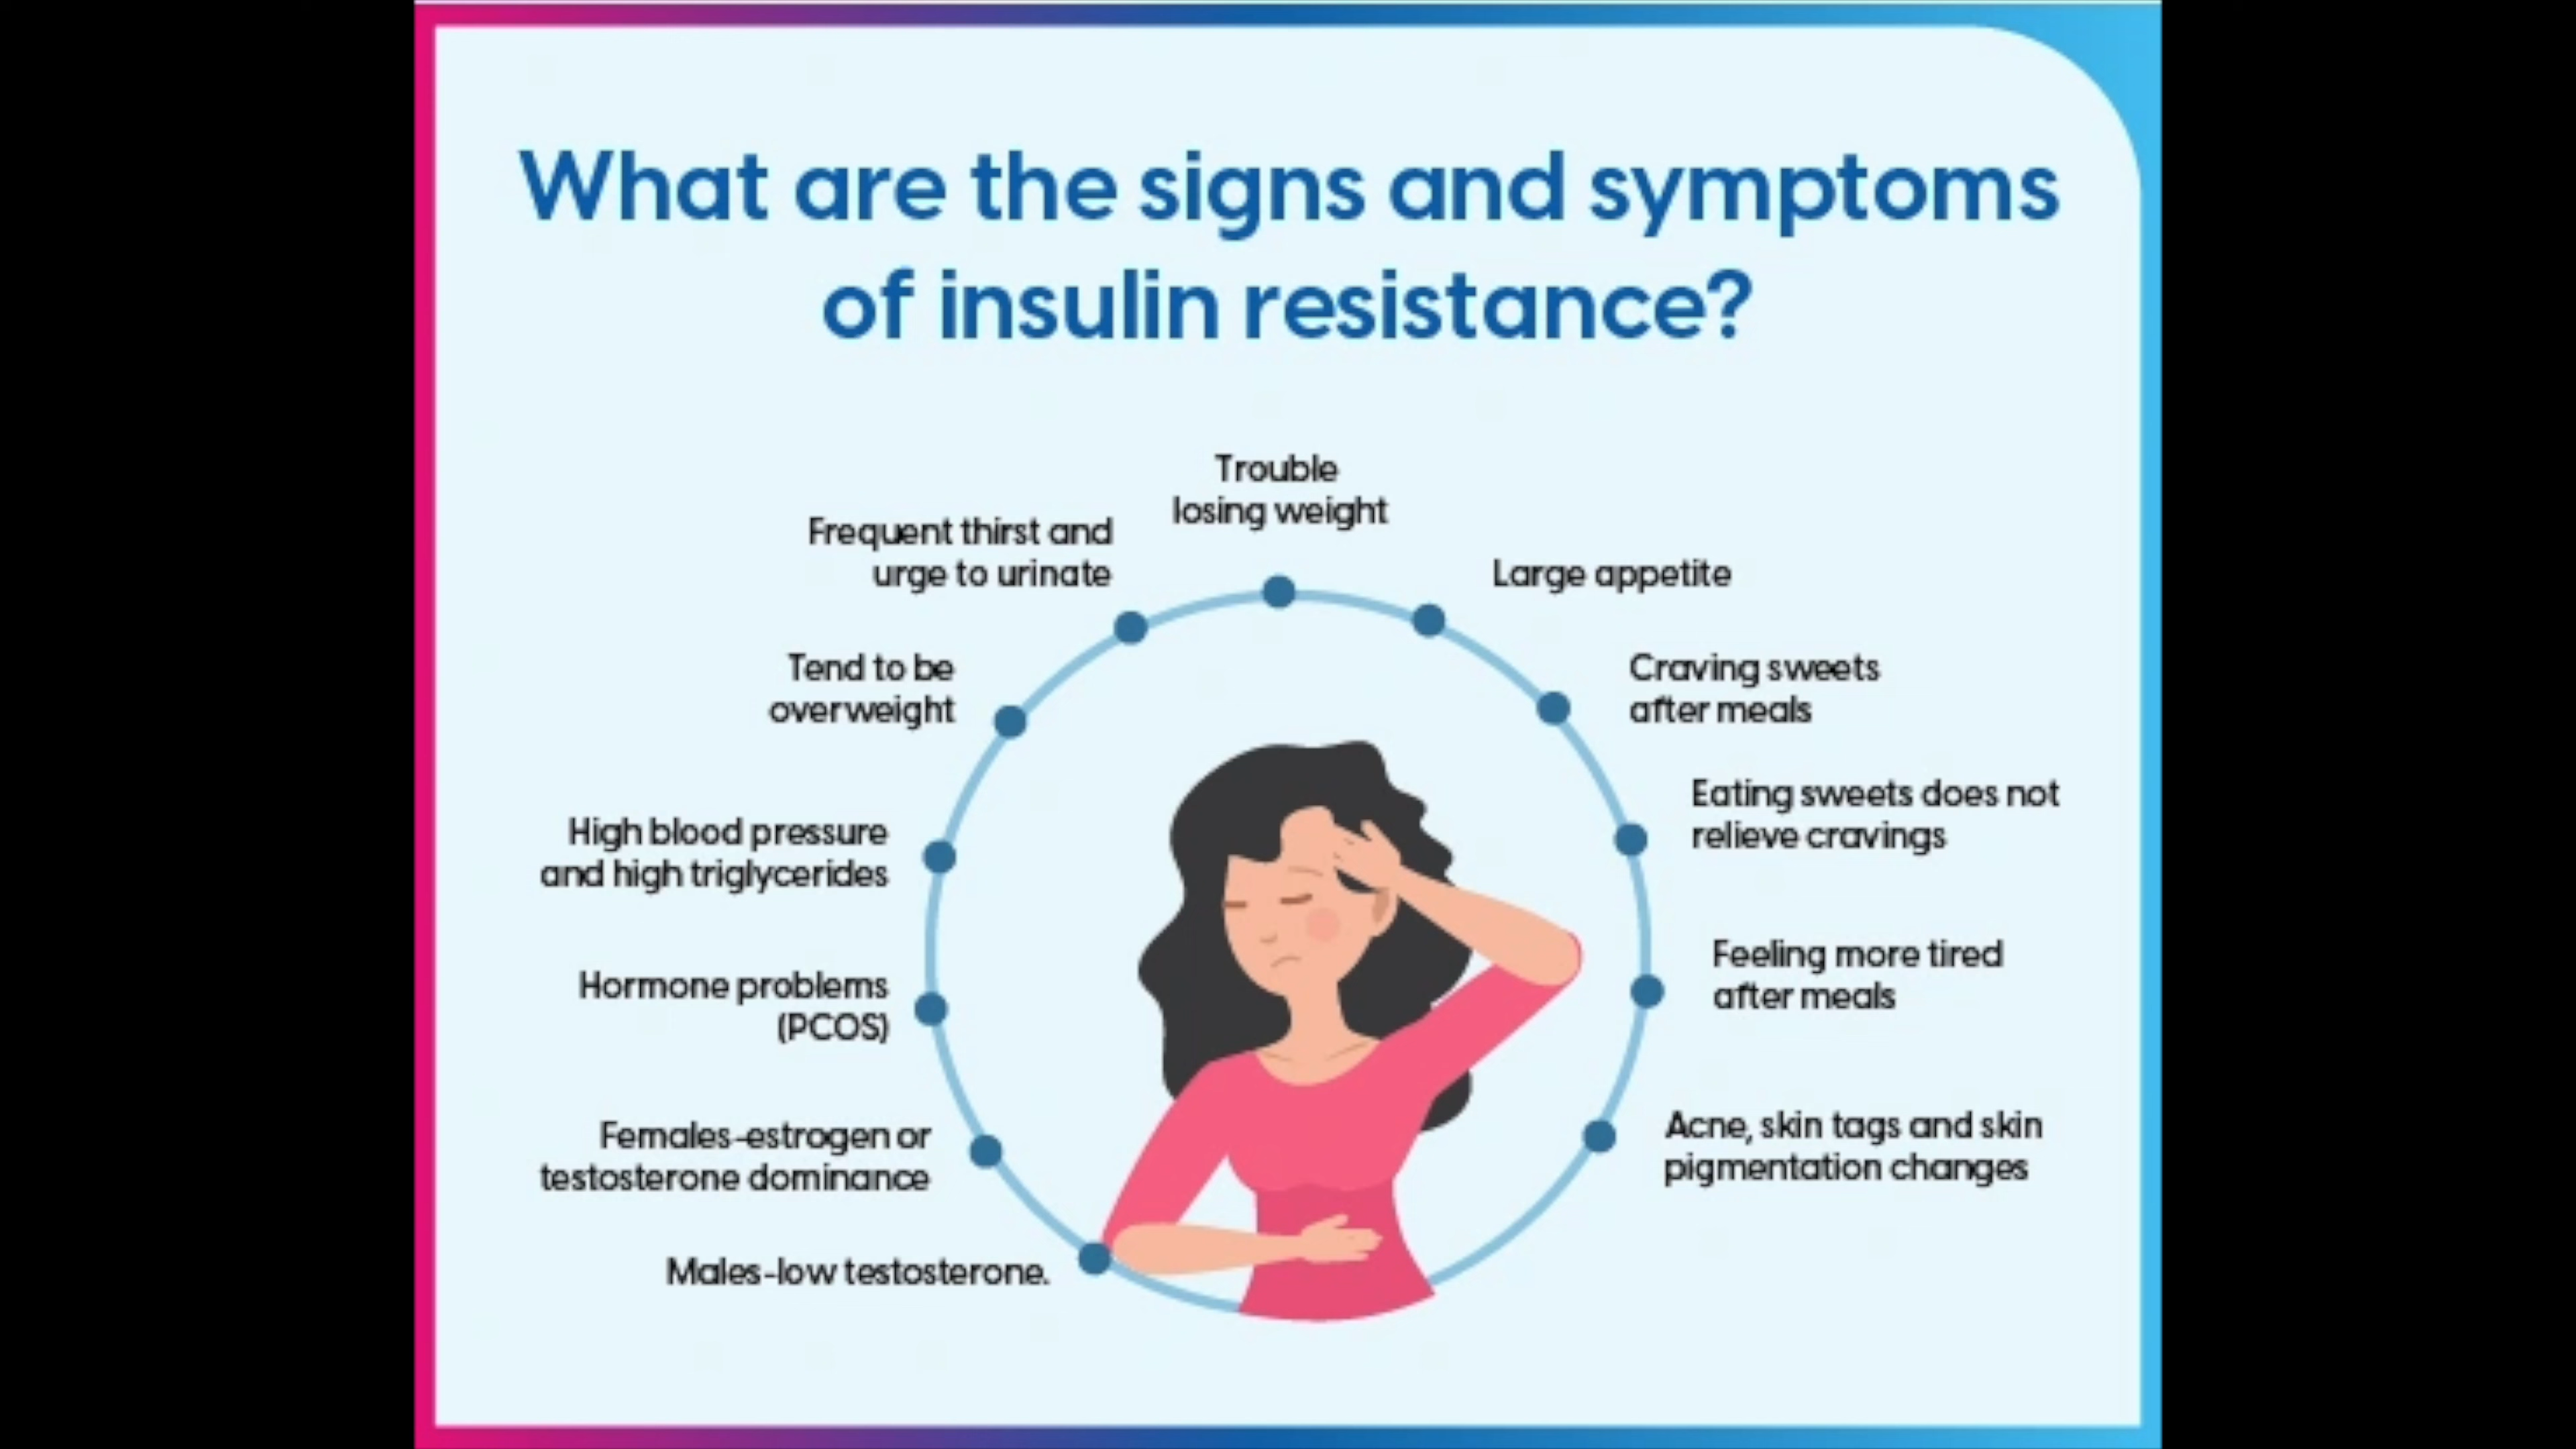 What are the signs and symptoms
of insulin resistance?
Trouble
losing weight
Large appetite
Craving sweets
after meals
Eating sweets does not
relieve cravings
Feeling more tired
after meals
Acne, skin tags and skin
pigmentation changes
Frequent thirst and
urge to urinate
Tend to be
overweight
High blood pressure
and high triglycerides
Hormone problems
(PCOS)
Females-estrogen or
testosterone dominance
Males-low testosterone.